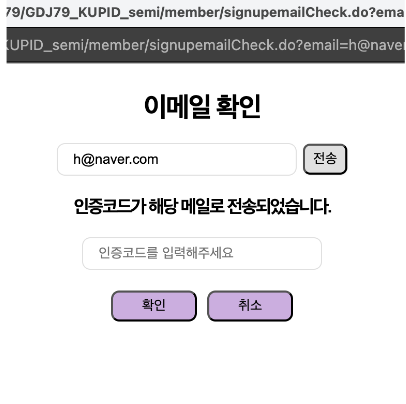 79/GDJ79_KUPID_semi/member/signupemailCheck.do?ema
KUPID_semi/member/signupemailCheck.do?email=h@naver
이메일 확인
h@naver.com 전송
인증코드가 해당 메일로 전송되었습니다.
인증코드를 입력해주세요
확인 취소